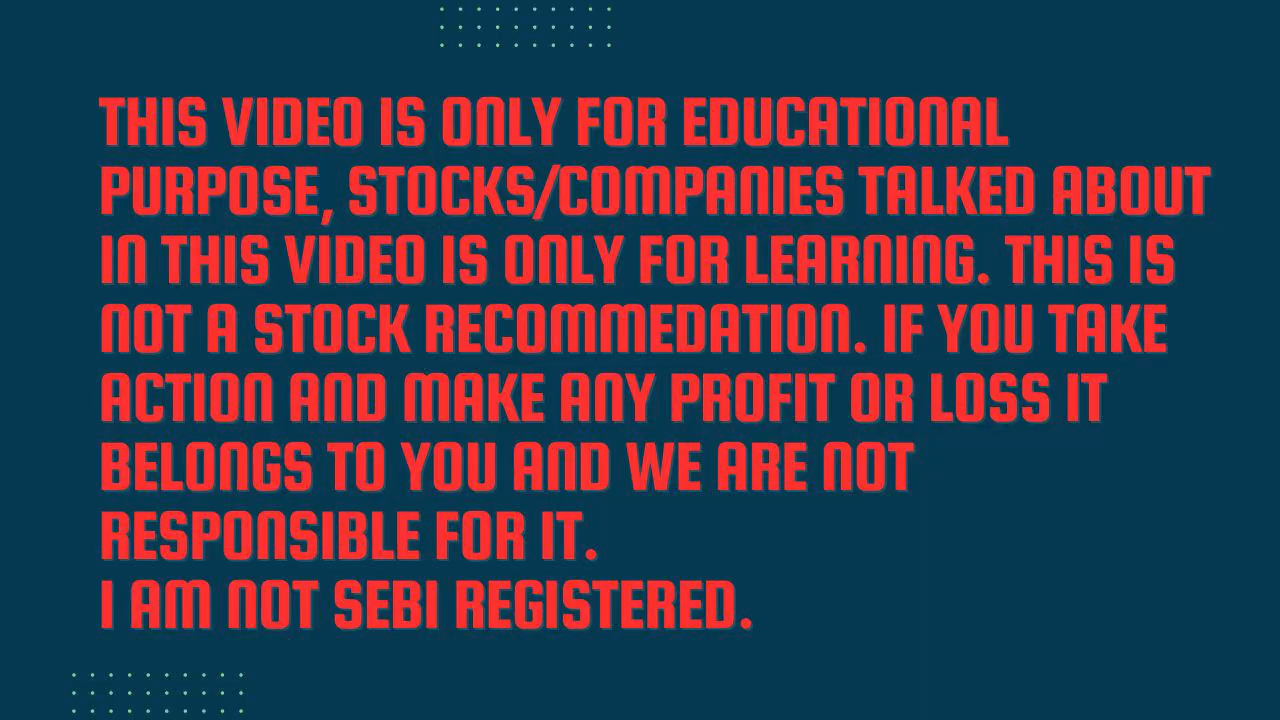 THIS VIDEO IS ONLY FOR EDUCATIONAL
PURPOSE, STOCKS/COMPANIES TALKED ABOUT
IN THIS VIDEO IS ONLY FOR LEARNING. THIS IS
NOT A STOCK RECOMMEDATION. IF YOU TAKE
ACTION AND MAKE ANY PROFIT OR LOSS IT
BELONGS TO YOU AND WE ARE NOT
RESPONSIBLE FOR IT.
I AM NOT SEBI REGISTERED.